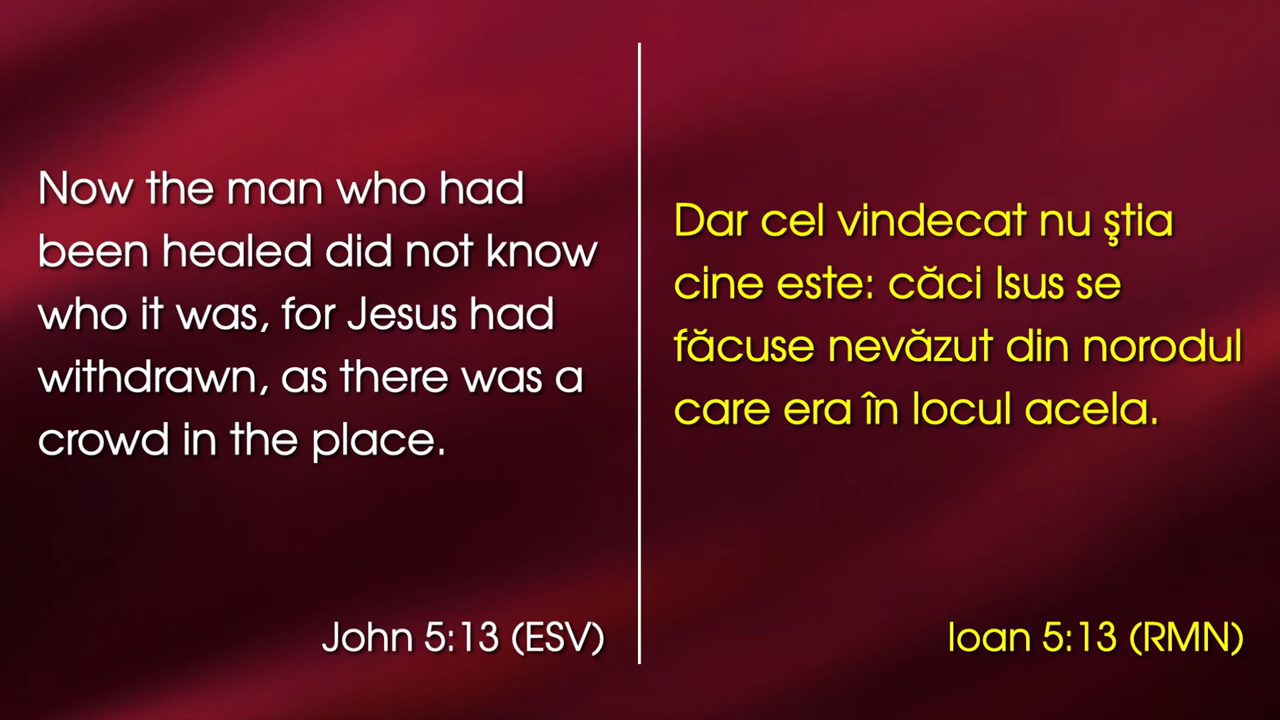 Now the man who had
been healed did not know
who it was, for Jesus had
withdrawn, as there was a
crowd in the place.
John 5:13 (ESV)
Dar cel vindecat nu ştia
cine este: căci Isus se
făcuse nevăzut din norodul
care era în locul acela.
Ioan 5:13 (RMN)